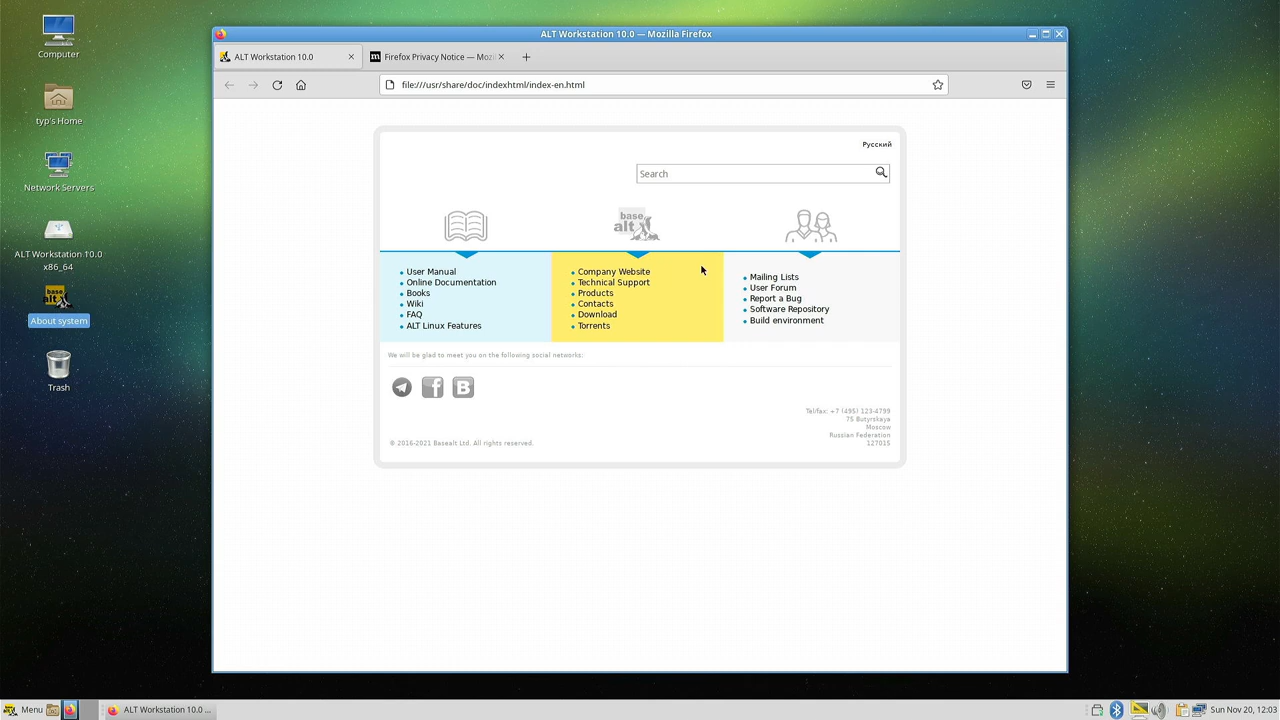 Computer
typ's Home
Network Servers
ALT Workstation 10.0
x86_64
About system
Trash
ALT Workstation 10.0 — Mozilla Firefox
ALT Workstation 10.0
Firefox Privacy Notice — Mozi
file:///usr/share/doc/indexhtml/index-en.html
Русский
Search
base
alt
User Manual
Online Documentation
Books
Wiki
FAQ
ALT Linux Features
Company Website
Technical Support
Products
Contacts
Download
Torrents
Mailing Lists
User Forum
Report a Bug
Software Repository
Build environment
We will be glad to meet you on the following social networks:
Tel/fax: +7 (495) 123-4799
75 Butyrskaya
Moscow
Russian Federation
127015
© 2016-2021 Basealt Ltd. All rights reserved.
Menu
ALT Workstation 10.0 ...
Sun Nov 20, 12:03